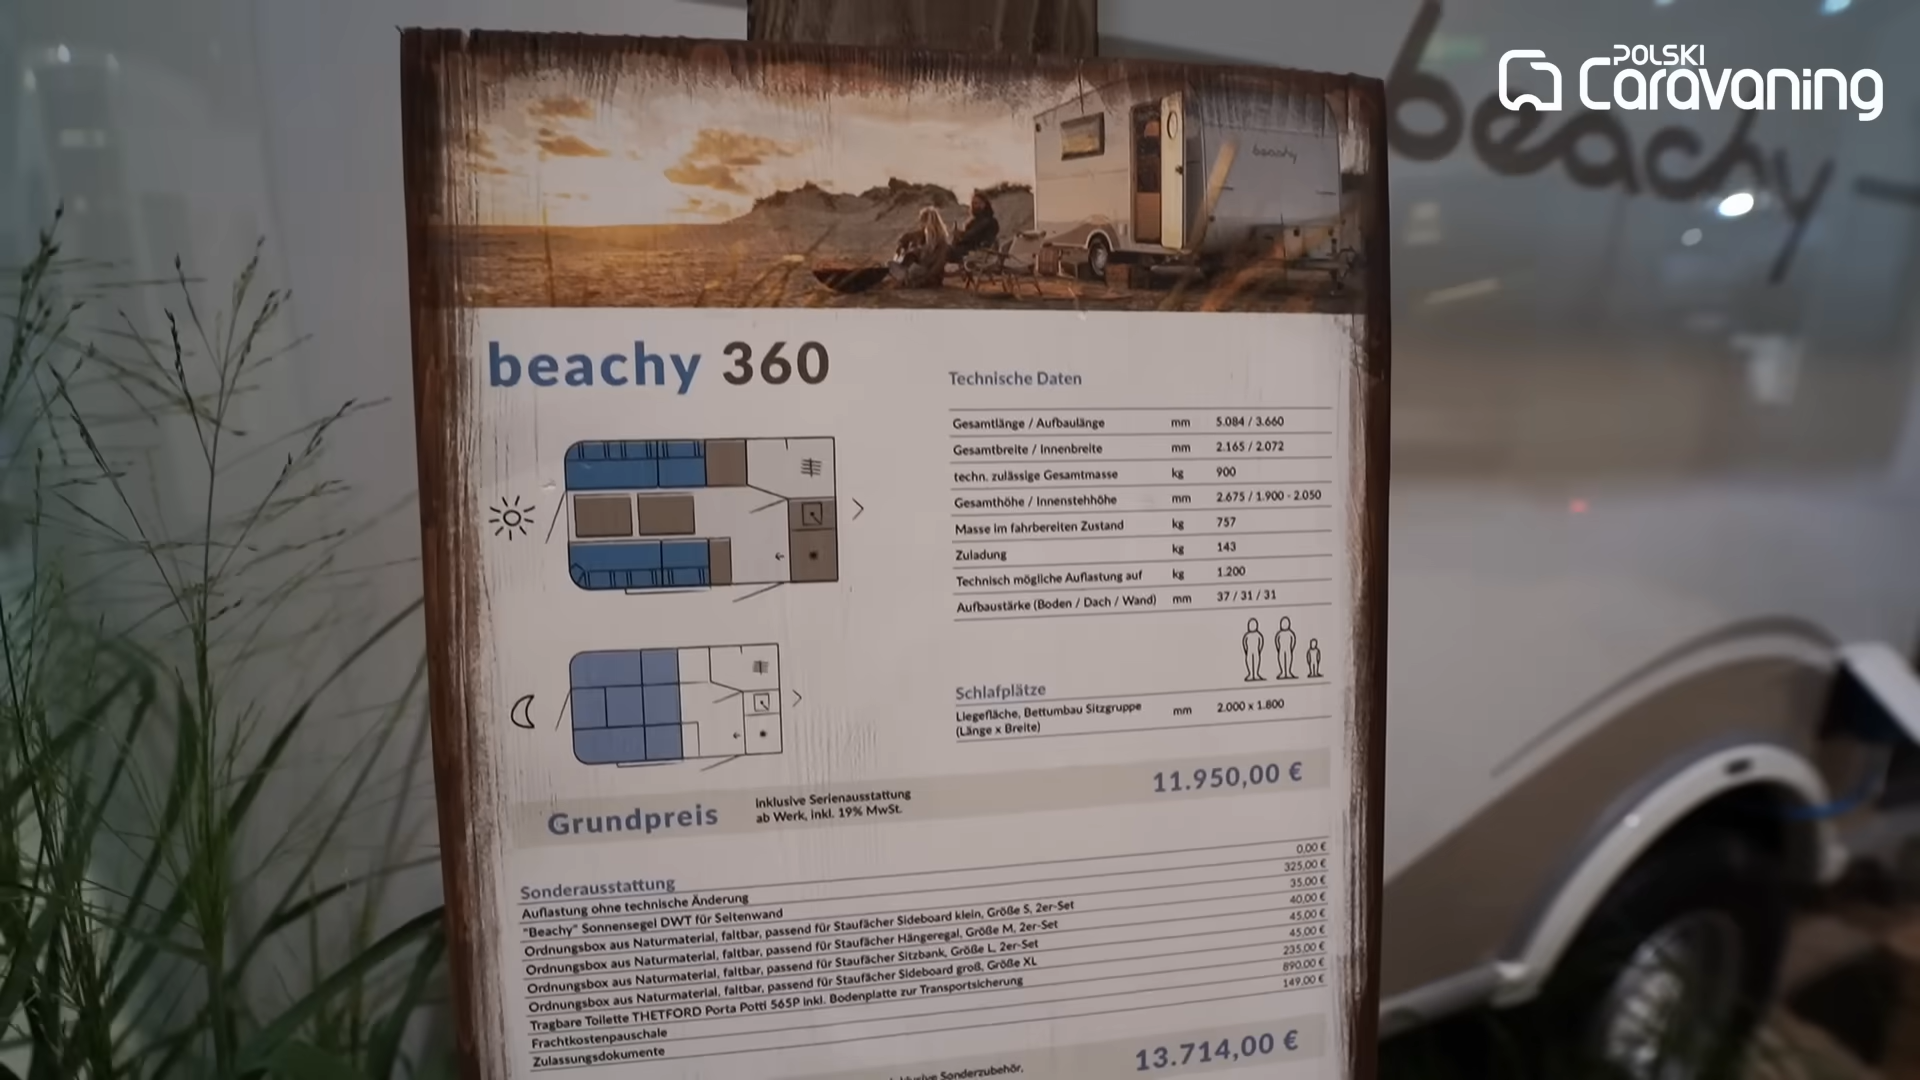 POLSKI
Caravaning
beachy
beachy
beachy 360
Technische Daten
Gesamtlänge / Aufbaulänge mm 5.084 / 3.660
Gesamtbreite / Innenbreite mm 2.165 / 2.072
techn. zulässige Gesamtmasse kg 900
Gesamthöhe / Innenstehhöhe mm 2.675 / 1.900 - 2.050
Masse im fahrbereiten Zustand kg 757
Zuladung kg 143
Technisch mögliche Auflastung auf kg 1.200
Aufbaustärke (Boden / Dach / Wand) mm 37 / 31 / 31
Schlafplätze
Liegefläche, Bettumbau Sitzgruppe mm 2.000 x 1.800
(Länge x Breite)
Grundpreis
Inklusive Serienausstattung
ab Werk, inkl. 19% MwSt.
11.950,00 €
Sonderausstattung
Auflastung ohne technische Änderung 0,00 €
"Beachy" Sonnensegel DWT für Seitenwand 325,00 €
Ordnungsbox aus Naturmaterial, faltbar, passend für Staufächer Sideboard klein, Größe S, 2er-Set 35,00 €
Ordnungsbox aus Naturmaterial, faltbar, passend für Staufächer Hängeregal, Größe M, 2er-Set 40,00 €
Ordnungsbox aus Naturmaterial, faltbar, passend für Staufächer Sitzbank, Größe L, 2er-Set 45,00 €
Ordnungsbox aus Naturmaterial, faltbar, passend für Staufächer Sideboard groß, Größe XL 45,00 €
Tragbare Toilette THETFORD Porta Potti 565P inkl. Bodenplatte zur Transportsicherung 235,00 €
Frachtkostenpauschale 890,00 €
Zulassungsdokumente 149,00 €
13.714,00 €
Sonderzubehör,